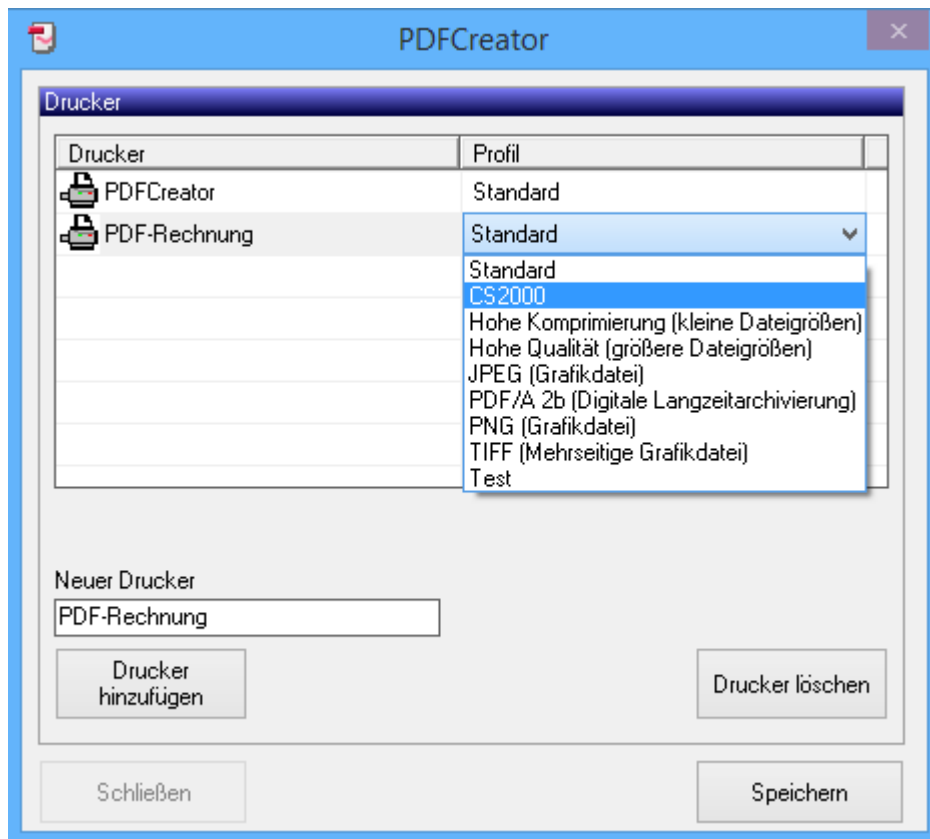 PDFCreator
Drucker
Drucker Profil
PDFCreator Standard
PDF-Rechnung Standard
Standard
CS2000
Hohe Komprimierung (kleine Dateigrößen)
Hohe Qualität (größere Dateigrößen)
JPEG (Grafikdatei)
PDF/A 2b (Digitale Langzeitarchivierung)
PNG (Grafikdatei)
TIFF (Mehrseitige Grafikdatei)
Test
Neuer Drucker
PDF-Rechnung
Drucker
hinzufügen
Drucker löschen
Schließen
Speichern